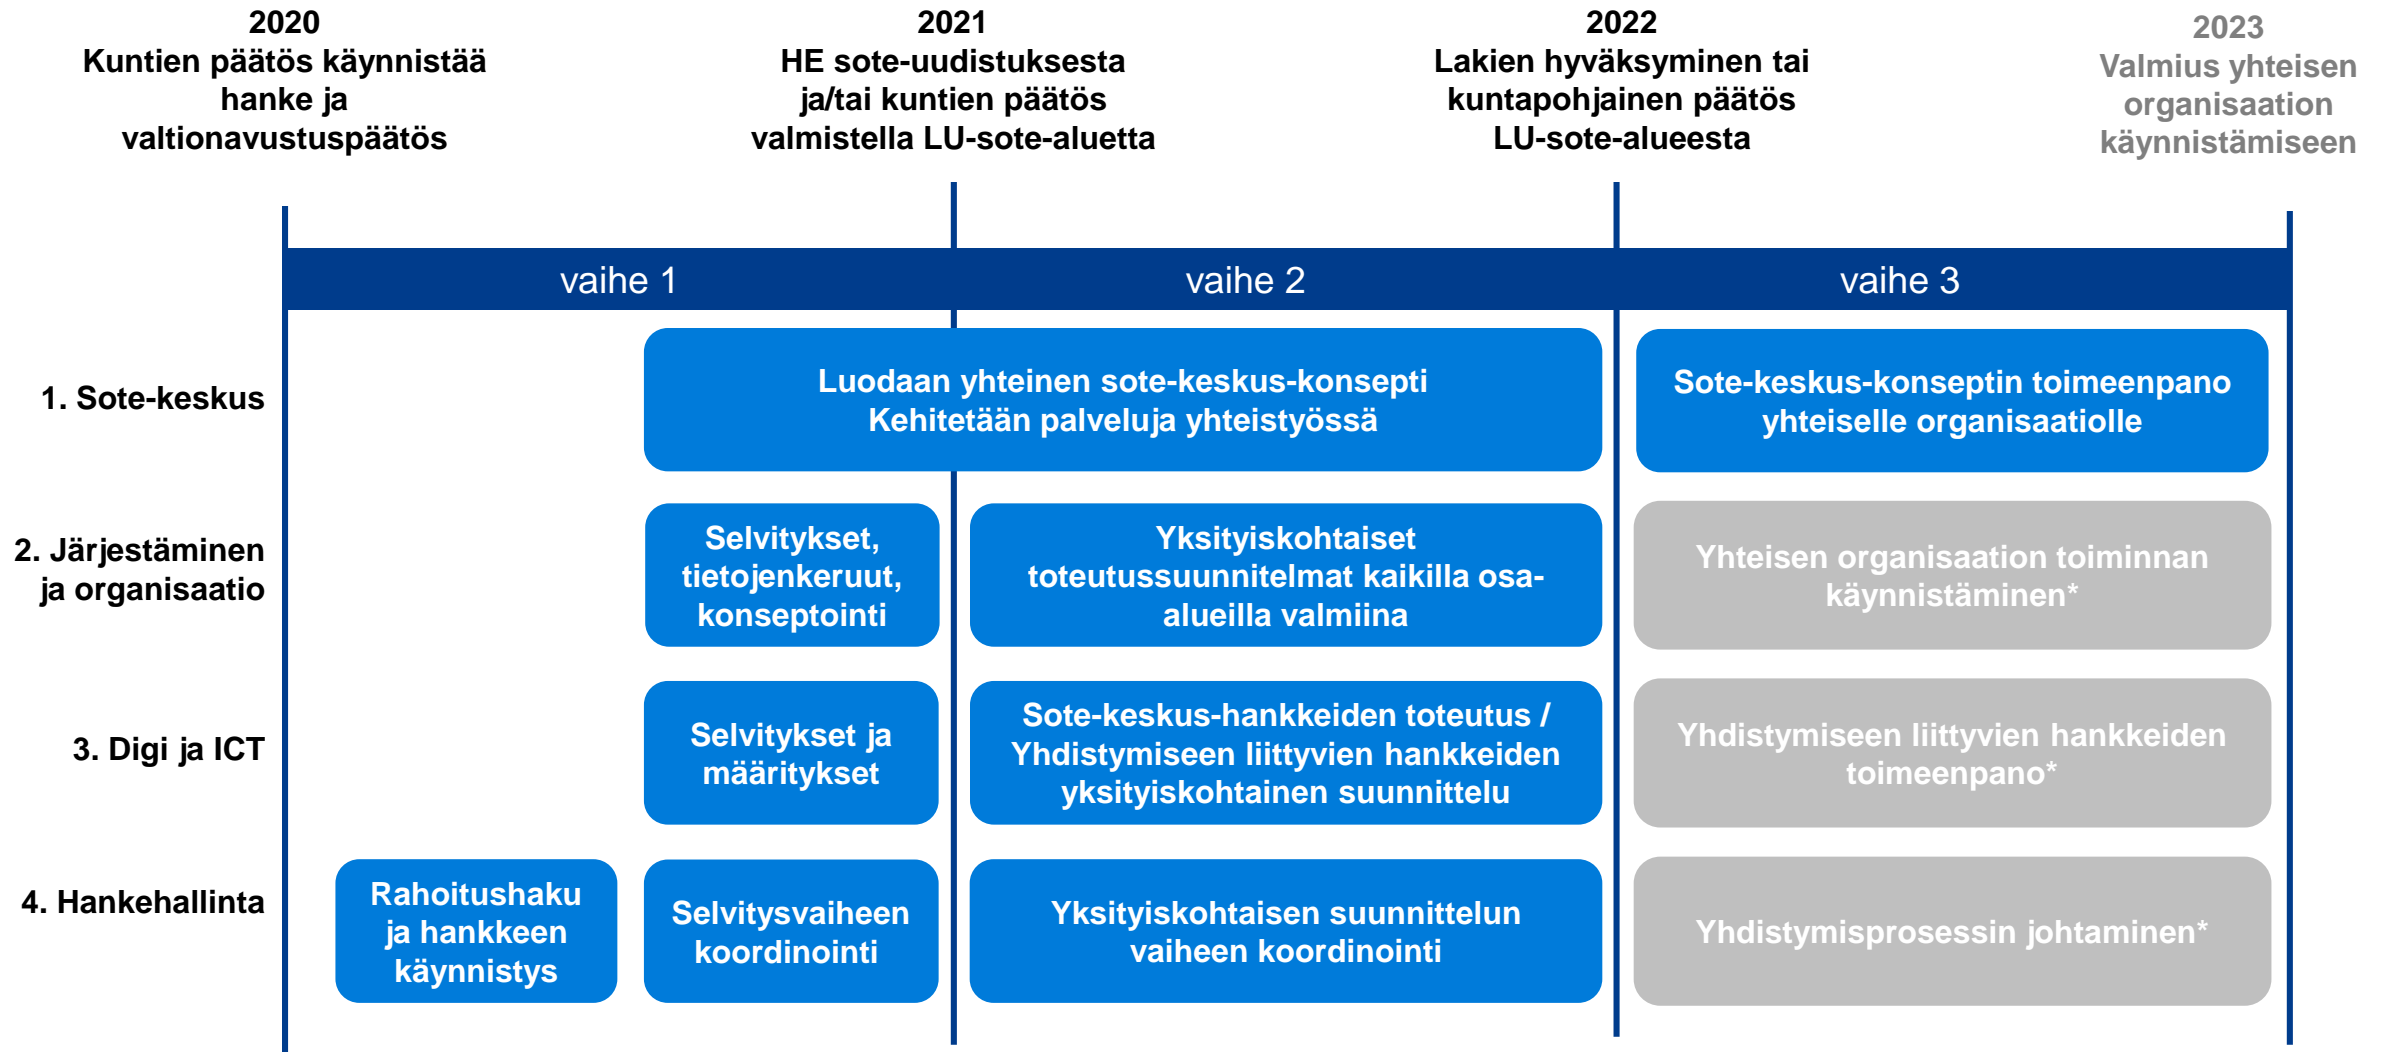 2020
Kuntien päätös käynnistää
hanke ja
valtionavustuspäätös
2021
HE sote-uudistuksesta
ja/tai kuntien päätös
valmistella LU-sote-aluetta
2022
Lakien hyväksyminen tai
kuntapohjainen päätös
LU-sote-alueesta
2023
Valmius yhteisen
organisaation
käynnistämiseen
vaihe 1
vaihe 2
vaihe 3
1. Sote-keskus
Luodaan yhteinen sote-keskus-konsepti
Kehitetään palveluja yhteistyössä
Sote-keskus-konseptin toimeenpano
yhteiselle organisaatiolle
2. Järjestäminen
ja organisaatio
Selvitykset,
tietojenkeruut,
konseptointi
Yksityiskohtaiset
toteutussuunnitelmat kaikilla osa-
alueilla valmiina
Yhteisen organisaation toiminnan
käynnistäminen*
3. Digi ja ICT
Selvitykset ja
määritykset
Sote-keskus-hankkeiden toteutus /
Yhdistymiseen liittyvien hankkeiden
yksityiskohtainen suunnittelu
Yhdistymiseen liittyvien hankkeiden
toimeenpano*
4. Hankehallinta
Rahoitushaku
ja hankkeen
käynnistys
Selvitysvaiheen
koordinointi
Yksityiskohtaisen suunnittelun
vaiheen koordinointi
Yhdistymisprosessin johtaminen*